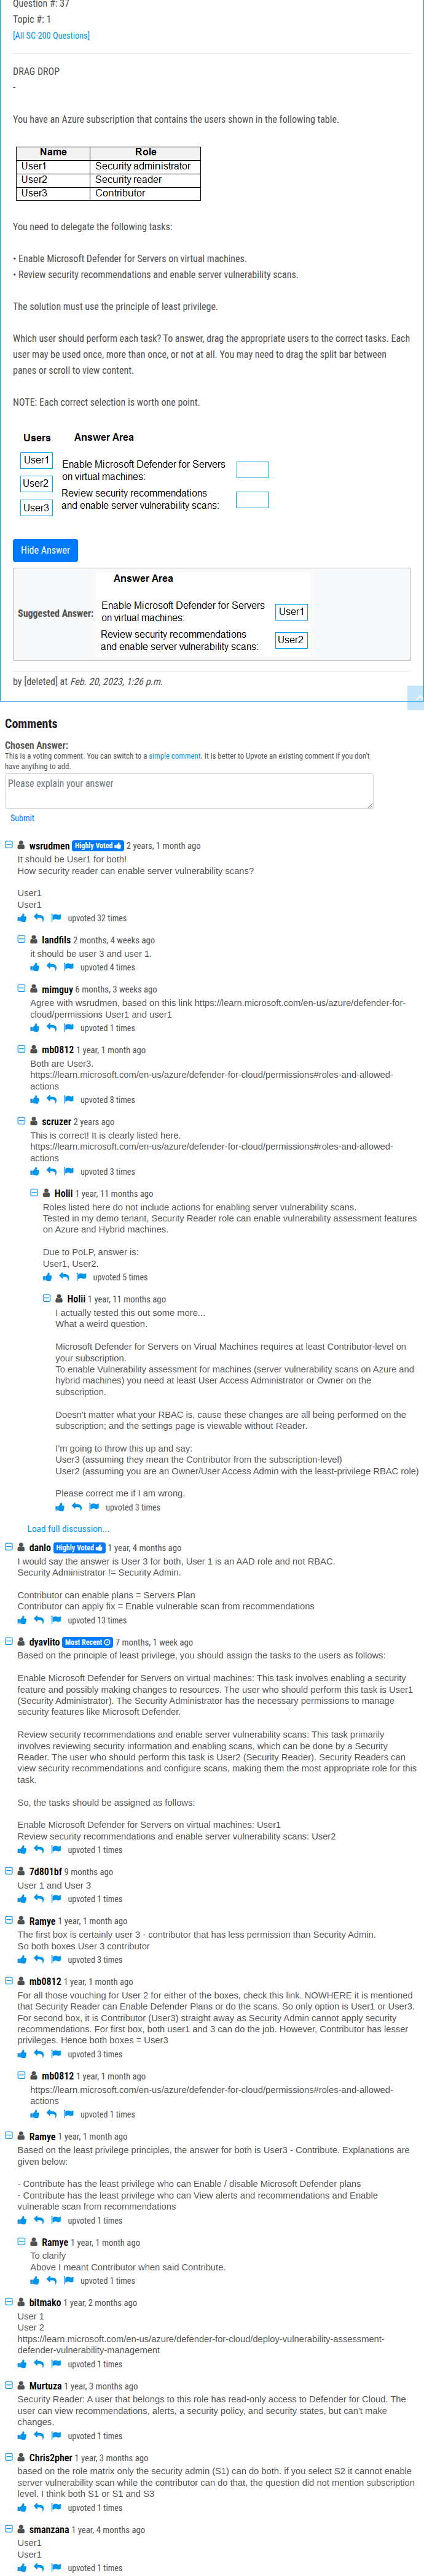 Question #: 37
Topic #: 1
[All SC-200 Questions]
DRAG DROP
-
You have an Azure subscription that contains the users shown in the following table.
Name Role
User1 Security administrator
User2 Security reader
User3 Contributor
You need to delegate the following tasks:
• Enable Microsoft Defender for Servers on virtual machines.
• Review security recommendations and enable server vulnerability scans.
The solution must use the principle of least privilege.
Which user should perform each task? To answer, drag the appropriate users to the correct tasks. Each
user may be used once, more than once, or not at all. You may need to drag the split bar between
panes or scroll to view content.
NOTE: Each correct selection is worth one point.
Users Answer Area
User1
Enable Microsoft Defender for Servers
on virtual machines:
User2
Review security recommendations
and enable server vulnerability scans:
User3
Hide Answer
Suggested Answer:
Answer Area
Enable Microsoft Defender for Servers
on virtual machines:
User1
Review security recommendations
and enable server vulnerability scans:
User2
by [deleted] at Feb. 20, 2023, 1:26 p.m.
Comments
Chosen Answer:
This is a voting comment. You can switch to a simple comment. It is better to Upvote an existing comment if you don't
have anything to add.
Please explain your answer
Submit
wsrudmen Highly Voted 2 years, 1 month ago
It should be User1 for both!
How security reader can enable server vulnerability scans?
User1
User1
upvoted 32 times
landfils 2 months, 4 weeks ago
it should be user 3 and user 1.
upvoted 4 times
mimguy 6 months, 3 weeks ago
Agree with wsrudmen, based on this link https://learn.microsoft.com/en-us/azure/defender-for-
cloud/permissions User1 and user1
upvoted 1 times
mb0812 1 year, 1 month ago
Both are User3.
https://learn.microsoft.com/en-us/azure/defender-for-cloud/permissions#roles-and-allowed-
actions
upvoted 8 times
scruzer 2 years ago
This is correct! It is clearly listed here.
https://learn.microsoft.com/en-us/azure/defender-for-cloud/permissions#roles-and-allowed-
actions
upvoted 3 times
Holii 1 year, 11 months ago
Roles listed here do not include actions for enabling server vulnerability scans.
Tested in my demo tenant, Security Reader role can enable vulnerability assessment features
on Azure and Hybrid machines.
Due to PoLP, answer is:
User1, User2.
upvoted 5 times
Holii 1 year, 11 months ago
I actually tested this out some more...
What a weird question.
Microsoft Defender for Servers on Virual Machines requires at least Contributor-level on
your subscription.
To enable Vulnerability assessment for machines (server vulnerability scans on Azure and
hybrid machines) you need at least User Access Administrator or Owner on the
subscription.
Doesn't matter what your RBAC is, cause these changes are all being performed on the
subscription; and the settings page is viewable without Reader.
I'm going to throw this up and say:
User3 (assuming they mean the Contributor from the subscription-level)
User2 (assuming you are an Owner/User Access Admin with the least-privilege RBAC role)
Please correct me if I am wrong.
upvoted 3 times
Load full discussion...
danlo Highly Voted 1 year, 4 months ago
I would say the answer is User 3 for both, User 1 is an AAD role and not RBAC.
Security Administrator != Security Admin.
Contributor can enable plans = Servers Plan
Contributor can apply fix = Enable vulnerable scan from recommendations
upvoted 13 times
dyavlito Most Recent 7 months, 1 week ago
Based on the principle of least privilege, you should assign the tasks to the users as follows:
Enable Microsoft Defender for Servers on virtual machines: This task involves enabling a security
feature and possibly making changes to resources. The user who should perform this task is User1
(Security Administrator). The Security Administrator has the necessary permissions to manage
security features like Microsoft Defender.
Review security recommendations and enable server vulnerability scans: This task primarily
involves reviewing security information and enabling scans, which can be done by a Security
Reader. The user who should perform this task is User2 (Security Reader). Security Readers can
view security recommendations and configure scans, making them the most appropriate role for this
task.
So, the tasks should be assigned as follows:
Enable Microsoft Defender for Servers on virtual machines: User1
Review security recommendations and enable server vulnerability scans: User2
upvoted 1 times
7d801bf 9 months ago
User 1 and User 3
upvoted 1 times
Ramye 1 year, 1 month ago
The first box is certainly user 3 - contributor that has less permission than Security Admin.
So both boxes User 3 contributor
upvoted 3 times
mb0812 1 year, 1 month ago
For all those vouching for User 2 for either of the boxes, check this link. NOWHERE it is mentioned
that Security Reader can Enable Defender Plans or do the scans. So only option is User1 or User3.
For second box, it is Contributor (User3) straight away as Security Admin cannot apply security
recommendations. For first box, both user1 and 3 can do the job. However, Contributor has lesser
privileges. Hence both boxes = User3
upvoted 3 times
mb0812 1 year, 1 month ago
https://learn.microsoft.com/en-us/azure/defender-for-cloud/permissions#roles-and-allowed-
actions
upvoted 1 times
Ramye 1 year, 1 month ago
Based on the least privilege principles, the answer for both is User3 - Contribute. Explanations are
given below:
- Contribute has the least privilege who can Enable / disable Microsoft Defender plans
- Contribute has the least privilege who can View alerts and recommendations and Enable
vulnerable scan from recommendations
upvoted 1 times
Ramye 1 year, 1 month ago
To clarify
Above I meant Contributor when said Contribute.
upvoted 1 times
bitmako 1 year, 2 months ago
User 1
User 2
https://learn.microsoft.com/en-us/azure/defender-for-cloud/deploy-vulnerability-assessment-
defender-vulnerability-management
upvoted 1 times
Murtuza 1 year, 3 months ago
Security Reader: A user that belongs to this role has read-only access to Defender for Cloud. The
user can view recommendations, alerts, a security policy, and security states, but can't make
changes.
upvoted 1 times
Chris2pher 1 year, 3 months ago
based on the role matrix only the security admin (S1) can do both. if you select S2 it cannot enable
server vulnerability scan while the contributor can do that, the question did not mention subscription
level. I think both S1 or S1 and S3
upvoted 1 times
smanzana 1 year, 4 months ago
User1
User1
upvoted 1 times